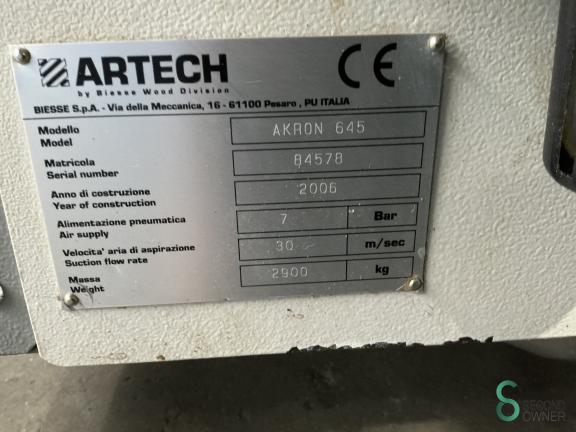 ARTECH
CE
by Biesse Wood Division
BIESSE S.p.A. - Via della Meccanica, 16 - 61100 Pesaro, PU ITALIA
Modello
Model
AKRON 645
Matricola
Serial number
84578
Anno di costruzione
Year of construction
2006
Alimentazione pneumatica
Air supply
7 Bar
Velocita' aria di aspirazione
Suction flow rate
30 m/sec
Massa
Weight
2900 kg
SECOND
OWNER